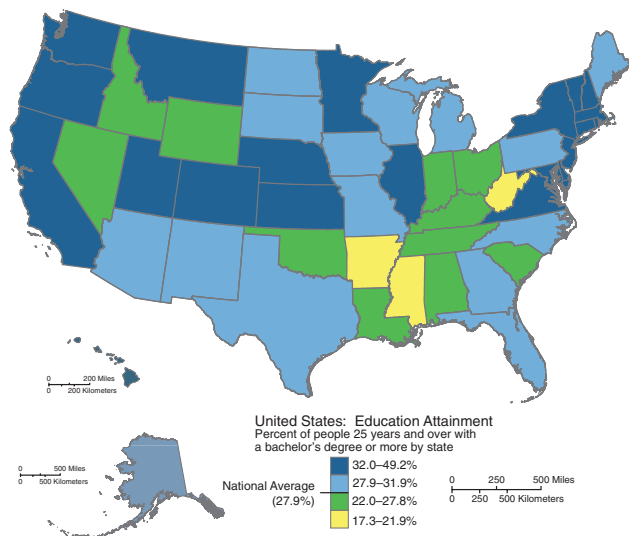 0 200 Miles
0 200 Kilometers
0 500 Miles
0 500 Kilometers
United States: Education Attainment
Percent of people 25 years and over with
a bachelor's degree or more by state
32.0–49.2%
27.9–31.9%
National Average
(27.9%)
22.0–27.8%
17.3–21.9%
0 250 500 Miles
0 250 500 Kilometers